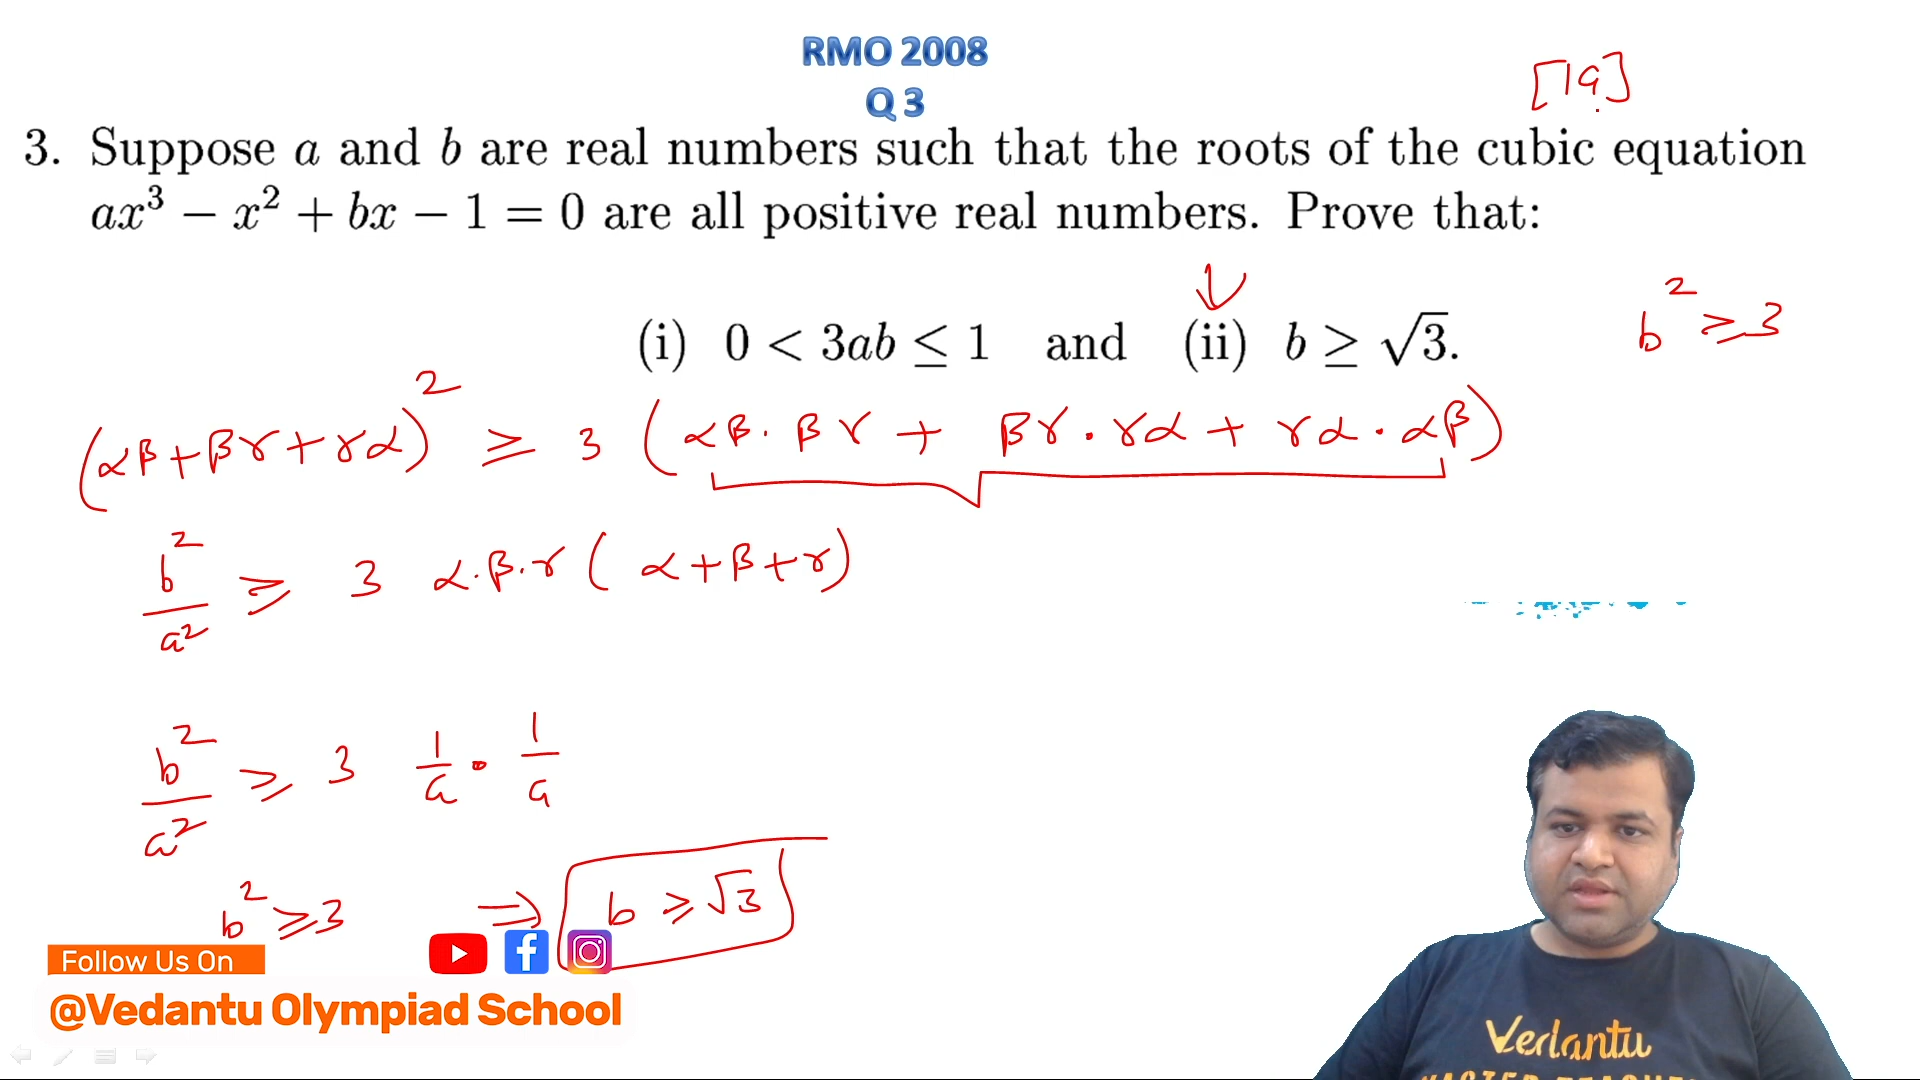 RMO 2008
Q 3
[19]
3. Suppose a and b are real numbers such that the roots of the cubic equation
ax³ − x² + bx − 1 = 0 are all positive real numbers. Prove that:
(i) 0 < 3ab ≤ 1 and (ii) b ≥ √3.
b² ≥ 3
(αβ+βγ+γα)² ≥ 3 (αβ·βγ + βγ·γα + γα·αβ)
b²/a² ≥ 3 α·β·γ (α+β+γ)
b²/a² ≥ 3 1/a · 1/a
b² ≥ 3 ⇒ b ≥ √3
Follow Us On
@Vedantu Olympiad School
Vedantu